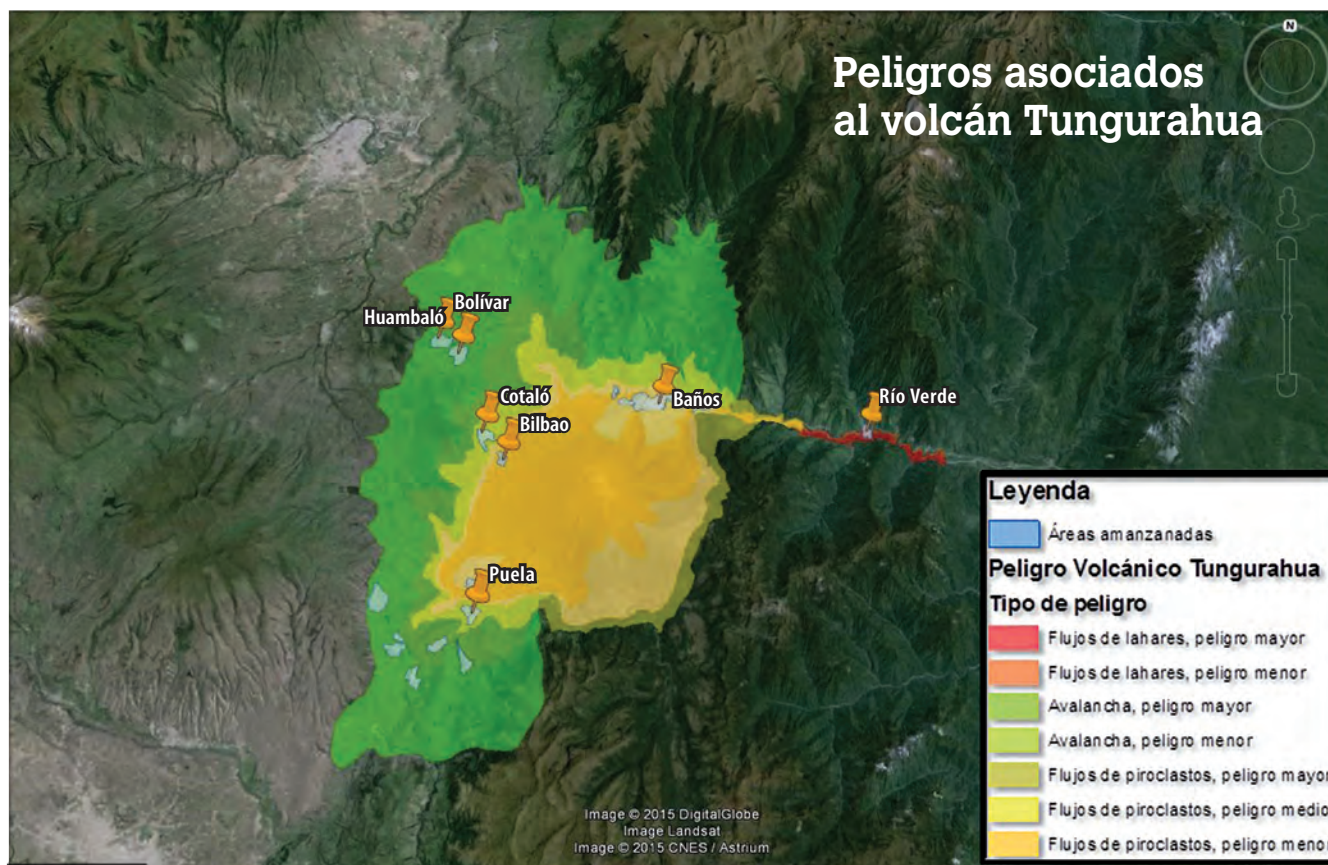 Peligros asociados
al volcán Tungurahua
N
Bolívar
Huambaló
Cotaló
Baños
Río Verde
Bilbao
Puela
Leyenda
Áreas amanzanadas
Peligro Volcánico Tungurahua
Tipo de peligro
Flujos de lahares, peligro mayor
Flujos de lahares, peligro menor
Avalancha, peligro mayor
Avalancha, peligro menor
Flujos de piroclastos, peligro mayor
Flujos de piroclastos, peligro medio
Flujos de piroclastos, peligro menor
Image © 2015 DigitalGlobe
Image Landsat
Image © 2015 CNES / Astrium